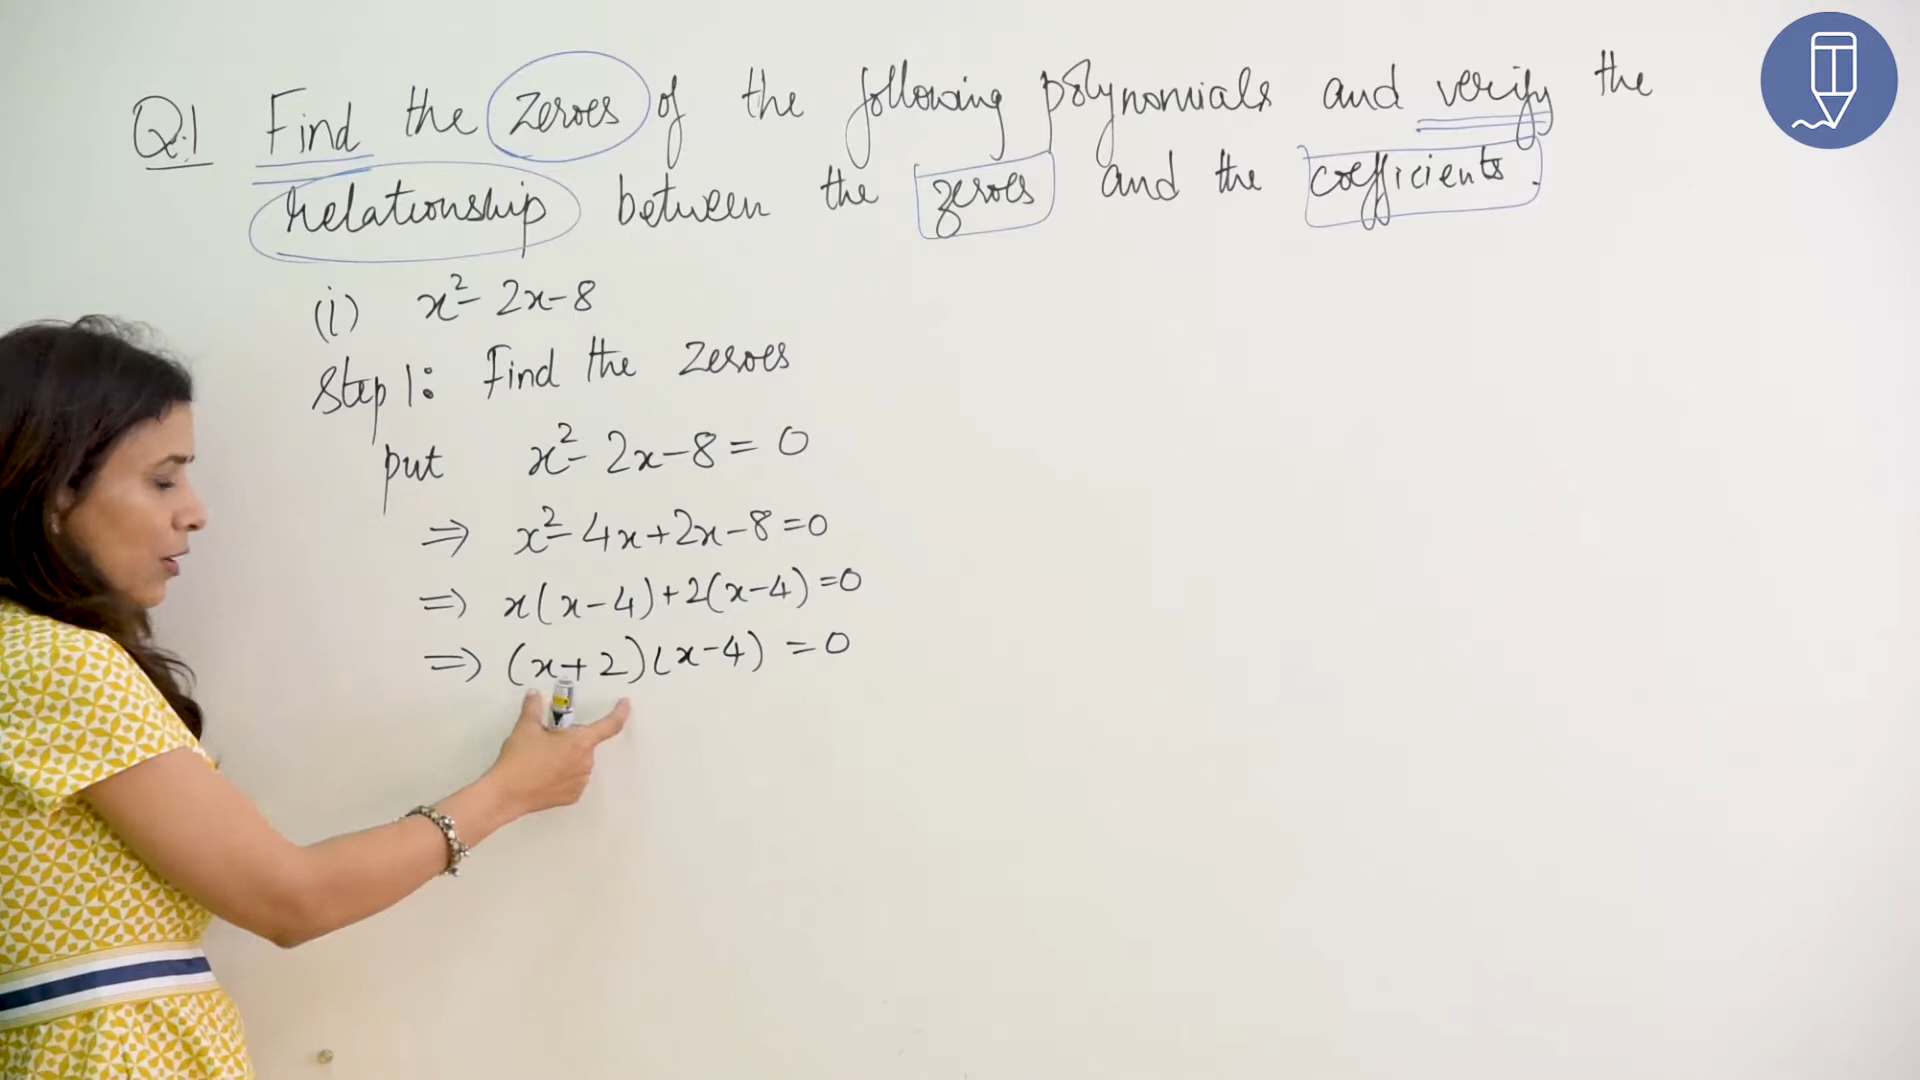 Q.1 Find the zeroes of the following polynomials and verify the
relationship between the zeroes and the coefficients.
(i) x² - 2x - 8
Step 1: Find the zeroes
put x² - 2x - 8 = 0
⇒ x² - 4x + 2x - 8 = 0
⇒ x(x - 4) + 2(x - 4) = 0
⇒ (x + 2)(x - 4) = 0